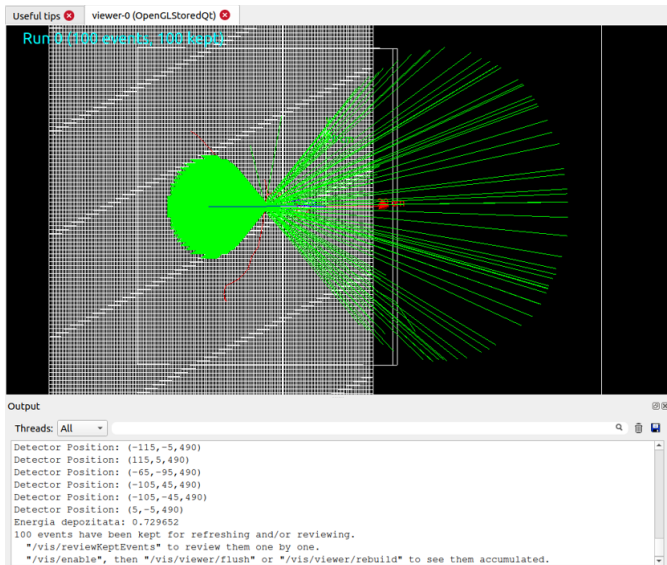 Useful tips
viewer-0 (OpenGLStoredQt)
Run 0 (100 events, 100 kept)
Output
Threads: All
Detector Position: (-115,-5,490)
Detector Position: (115,5,490)
Detector Position: (-65,-95,490)
Detector Position: (-105,45,490)
Detector Position: (-105,-45,490)
Detector Position: (5,-5,490)
Energia depozitata: 0.729652
100 events have been kept for refreshing and/or reviewing.
"/vis/reviewKeptEvents" to review them one by one.
"/vis/enable", then "/vis/viewer/flush" or "/vis/viewer/rebuild" to see them accumulated.